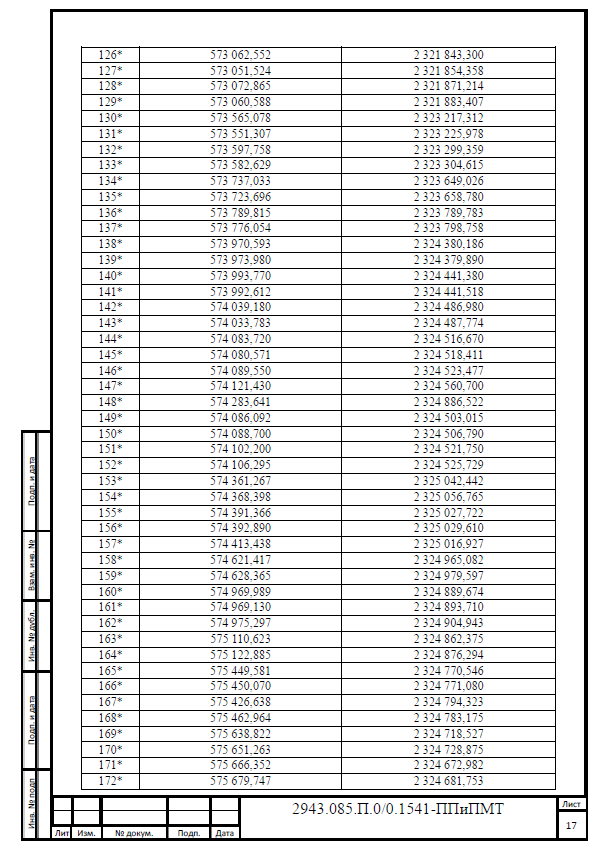 126* 573 062,552 2 321 843,300
127* 573 051,524 2 321 854,358
128* 573 072,865 2 321 871,214
129* 573 060,588 2 321 883,407
130* 573 565,078 2 323 217,312
131* 573 551,307 2 323 225,978
132* 573 597,758 2 323 299,359
133* 573 582,629 2 323 304,615
134* 573 737,033 2 323 649,026
135* 573 723,696 2 323 658,780
136* 573 789,815 2 323 789,783
137* 573 776,054 2 323 798,758
138* 573 970,593 2 324 380,186
139* 573 973,980 2 324 379,890
140* 573 993,770 2 324 441,380
141* 573 992,612 2 324 441,518
142* 574 039,180 2 324 486,980
143* 574 033,783 2 324 487,774
144* 574 083,720 2 324 516,670
145* 574 080,571 2 324 518,411
146* 574 089,550 2 324 523,477
147* 574 121,430 2 324 560,700
148* 574 283,641 2 324 886,522
149* 574 086,092 2 324 503,015
150* 574 088,700 2 324 506,790
151* 574 102,200 2 324 521,750
152* 574 106,295 2 324 525,729
153* 574 361,267 2 325 042,442
154* 574 368,398 2 325 056,765
155* 574 391,366 2 325 027,722
156* 574 392,890 2 325 029,610
157* 574 413,438 2 325 016,927
158* 574 621,417 2 324 965,082
159* 574 628,365 2 324 979,597
160* 574 969,989 2 324 889,674
161* 574 969,130 2 324 893,710
162* 574 975,297 2 324 904,943
163* 575 110,623 2 324 862,375
164* 575 122,885 2 324 876,294
165* 575 449,581 2 324 770,546
166* 575 450,070 2 324 771,080
167* 575 426,638 2 324 794,323
168* 575 462,964 2 324 783,175
169* 575 638,822 2 324 718,527
170* 575 651,263 2 324 728,875
171* 575 666,352 2 324 672,982
172* 575 679,747 2 324 681,753
Подп. и дата
Взам. инв. №
Инв. № дубл.
Подп. и дата
Инв. № подп
Лит Изм. № докум. Подп. Дата
2943.085.П.0/0.1541-ППиПМТ
Лист
17